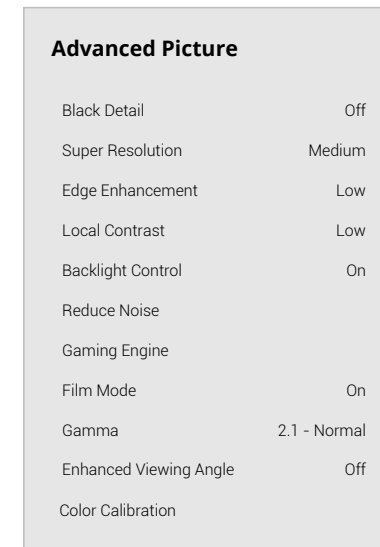 Advanced Picture
Black Detail Off
Super Resolution Medium
Edge Enhancement Low
Local Contrast Low
Backlight Control On
Reduce Noise
Gaming Engine
Film Mode On
Gamma 2.1 - Normal
Enhanced Viewing Angle Off
Color Calibration